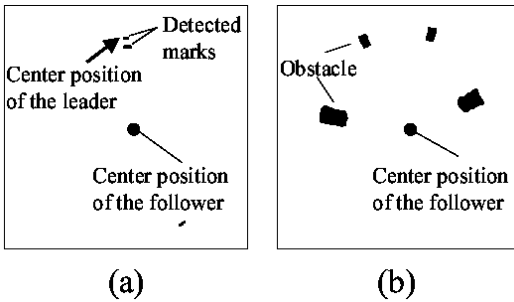 Detected
marks
Center position
of the leader
Center position
of the follower
(a)
Obstacle
Center position
of the follower
(b)